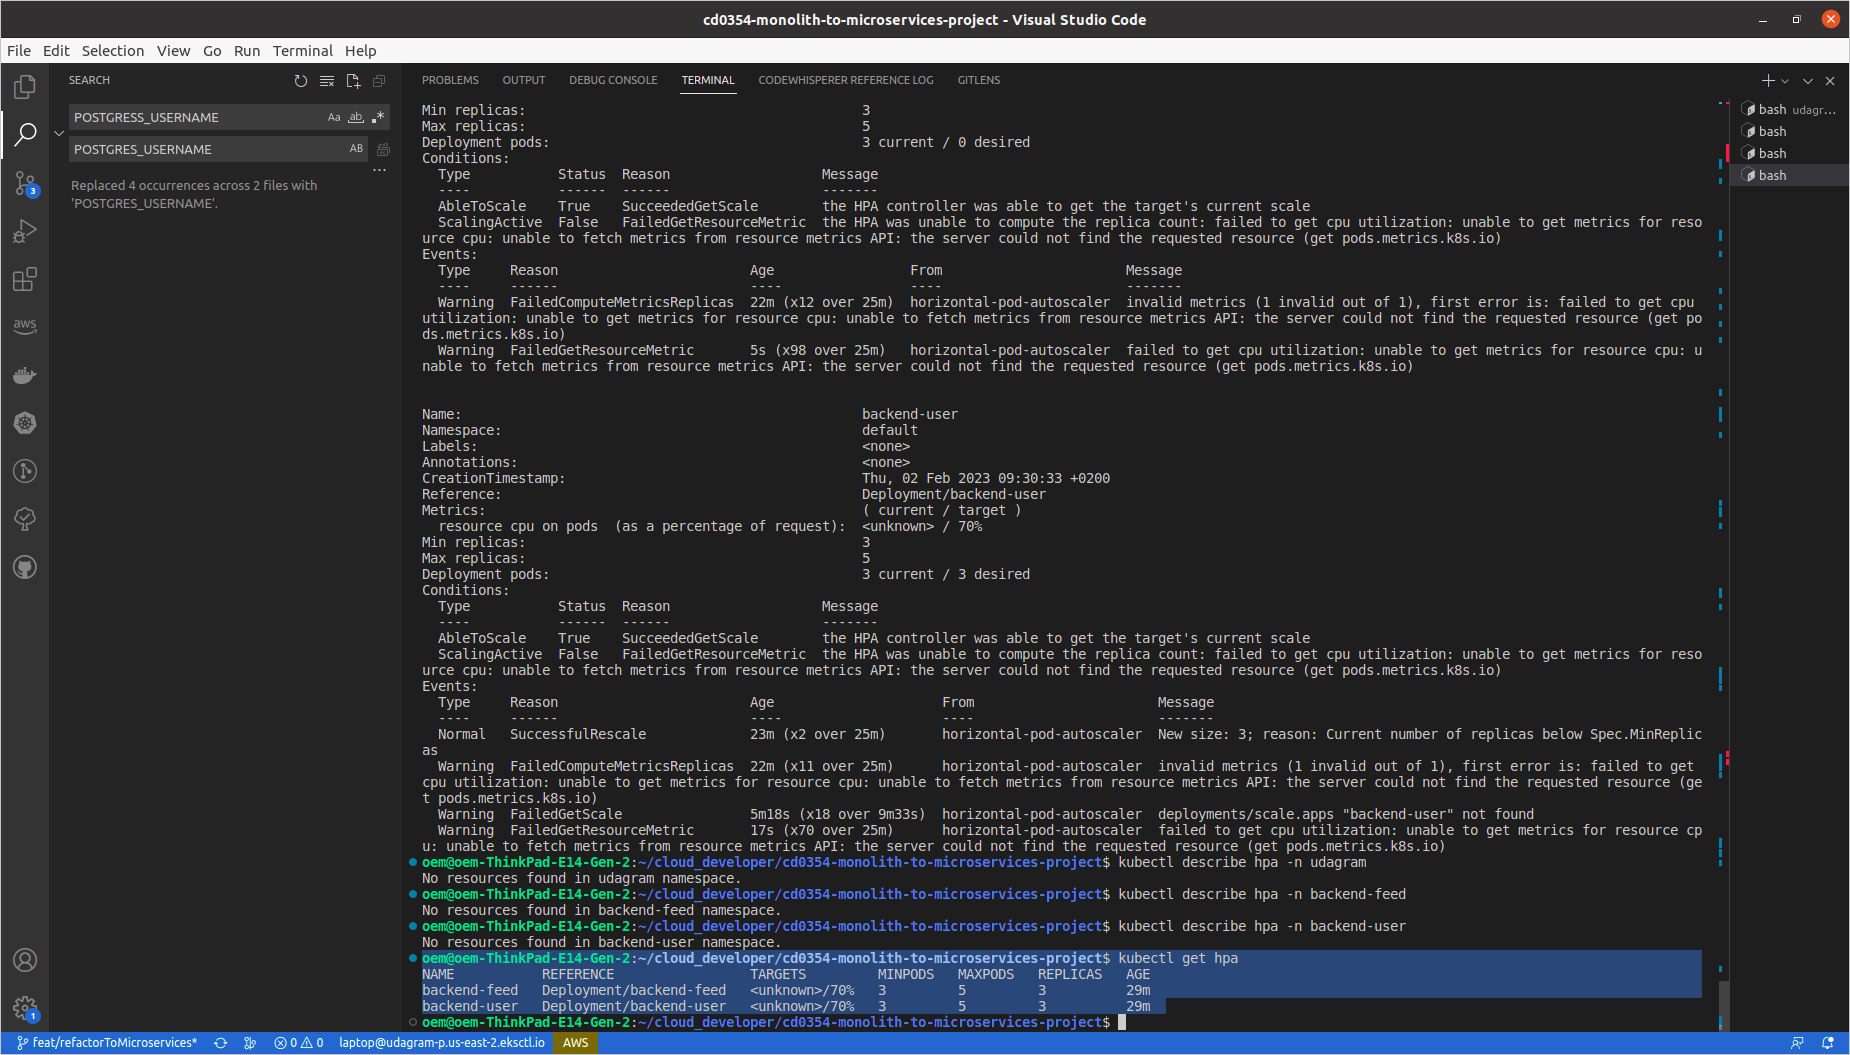 cd0354-monolith-to-microservices-project - Visual Studio Code
File Edit Selection View Go Run Terminal Help
SEARCH
POSTGRESS_USERNAME Aa ab .*
POSTGRES_USERNAME AB
Replaced 4 occurrences across 2 files with
'POSTGRES_USERNAME'.
3
aws
1
PROBLEMS OUTPUT DEBUG CONSOLE TERMINAL CODEWHISPERER REFERENCE LOG GITLENS
Min replicas: 3
Max replicas: 5
Deployment pods: 3 current / 0 desired
Conditions:
Type Status Reason Message
---- ------ ------ -------
AbleToScale True SucceededGetScale the HPA controller was able to get the target's current scale
ScalingActive False FailedGetResourceMetric the HPA was unable to compute the replica count: failed to get cpu utilization: unable to get metrics for reso
urce cpu: unable to fetch metrics from resource metrics API: the server could not find the requested resource (get pods.metrics.k8s.io)
Events:
Type Reason Age From Message
---- ------ ---- ---- -------
Warning FailedComputeMetricsReplicas 22m (x12 over 25m) horizontal-pod-autoscaler invalid metrics (1 invalid out of 1), first error is: failed to get cpu
utilization: unable to get metrics for resource cpu: unable to fetch metrics from resource metrics API: the server could not find the requested resource (get po
ds.metrics.k8s.io)
Warning FailedGetResourceMetric 5s (x98 over 25m) horizontal-pod-autoscaler failed to get cpu utilization: unable to get metrics for resource cpu: u
nable to fetch metrics from resource metrics API: the server could not find the requested resource (get pods.metrics.k8s.io)
Name: backend-user
Namespace: default
Labels: <none>
Annotations: <none>
CreationTimestamp: Thu, 02 Feb 2023 09:30:33 +0200
Reference: Deployment/backend-user
Metrics: ( current / target )
resource cpu on pods (as a percentage of request): <unknown> / 70%
Min replicas: 3
Max replicas: 5
Deployment pods: 3 current / 3 desired
Conditions:
Type Status Reason Message
---- ------ ------ -------
AbleToScale True SucceededGetScale the HPA controller was able to get the target's current scale
ScalingActive False FailedGetResourceMetric the HPA was unable to compute the replica count: failed to get cpu utilization: unable to get metrics for reso
urce cpu: unable to fetch metrics from resource metrics API: the server could not find the requested resource (get pods.metrics.k8s.io)
Events:
Type Reason Age From Message
---- ------ ---- ---- -------
Normal SuccessfulRescale 23m (x2 over 25m) horizontal-pod-autoscaler New size: 3; reason: Current number of replicas below Spec.MinReplic
as
Warning FailedComputeMetricsReplicas 22m (x11 over 25m) horizontal-pod-autoscaler invalid metrics (1 invalid out of 1), first error is: failed to get
cpu utilization: unable to get metrics for resource cpu: unable to fetch metrics from resource metrics API: the server could not find the requested resource (ge
t pods.metrics.k8s.io)
Warning FailedGetScale 5m18s (x18 over 9m33s) horizontal-pod-autoscaler deployments/scale.apps "backend-user" not found
Warning FailedGetResourceMetric 17s (x70 over 25m) horizontal-pod-autoscaler failed to get cpu utilization: unable to get metrics for resource cp
u: unable to fetch metrics from resource metrics API: the server could not find the requested resource (get pods.metrics.k8s.io)
oem@oem-ThinkPad-E14-Gen-2:~/cloud_developer/cd0354-monolith-to-microservices-project$ kubectl describe hpa -n udagram
No resources found in udagram namespace.
oem@oem-ThinkPad-E14-Gen-2:~/cloud_developer/cd0354-monolith-to-microservices-project$ kubectl describe hpa -n backend-feed
No resources found in backend-feed namespace.
oem@oem-ThinkPad-E14-Gen-2:~/cloud_developer/cd0354-monolith-to-microservices-project$ kubectl describe hpa -n backend-user
No resources found in backend-user namespace.
oem@oem-ThinkPad-E14-Gen-2:~/cloud_developer/cd0354-monolith-to-microservices-project$ kubectl get hpa
NAME REFERENCE TARGETS MINPODS MAXPODS REPLICAS AGE
backend-feed Deployment/backend-feed <unknown>/70% 3 5 3 29m
backend-user Deployment/backend-user <unknown>/70% 3 5 3 29m
oem@oem-ThinkPad-E14-Gen-2:~/cloud_developer/cd0354-monolith-to-microservices-project$
bash udagr...
bash
bash
bash
feat/refactorToMicroservices* 0 0 laptop@udagram-p.us-east-2.eksctl.io AWS